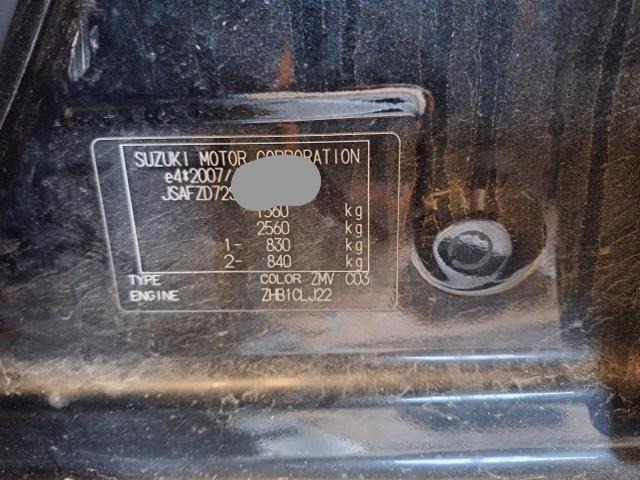 SUZUKI MOTOR CORPORATION
e4*2007/
JSAFZD72
1560 kg
2560 kg
1- 830 kg
2- 840 kg
TYPE COLOR ZMV C03
ENGINE ZHB1CLJ22